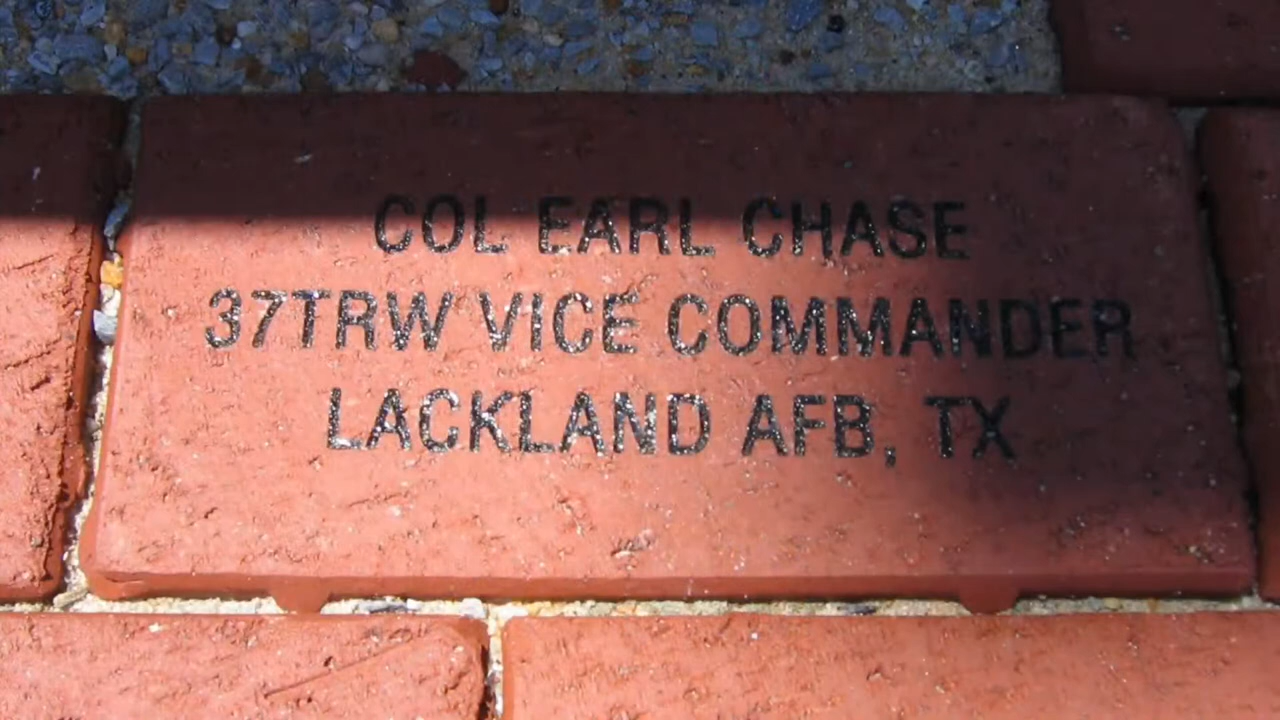 COL EARL CHASE
37TRW VICE COMMANDER
LACKLAND AFB, TX